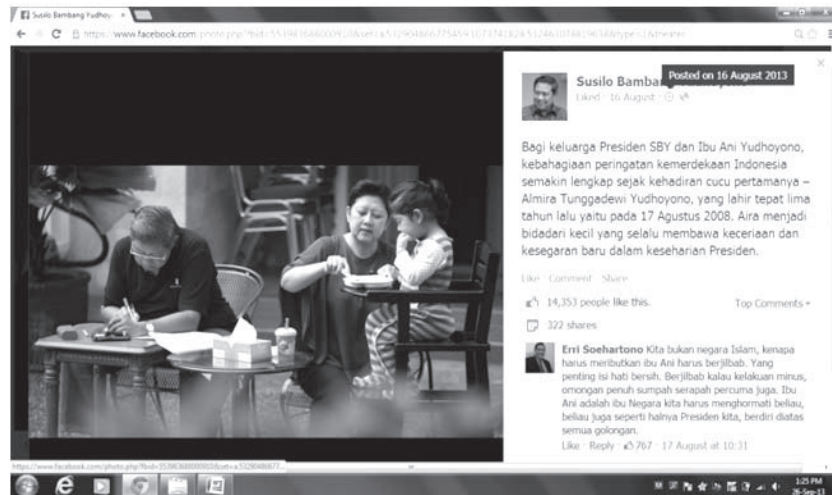 Susilo Bambang Yudhoy
https://www.facebook.com/photo.php?fbid=
Posted on 16 August 2013
Susilo Bambang
Liked · 16 August ·
Bagi keluarga Presiden SBY dan Ibu Ani Yudhoyono,
kebahagiaan peringatan kemerdekaan Indonesia
semakin lengkap sejak kehadiran cucu pertamanya –
Almira Tunggadewi Yudhoyono, yang lahir tepat lima
tahun lalu yaitu pada 17 Agustus 2008. Aira menjadi
bidadari kecil yang selalu membawa keceriaan dan
kesegaran baru dalam keseharian Presiden.
Like · Comment · Share
14,353 people like this.
Top Comments
322 shares
Erri Soehartono Kita bukan negara Islam, kenapa
harus meributkan ibu Ani harus berjilbab. Yang
penting isi hati bersih. Berjilbab kalau kelakuan minus,
omongan penuh sumpah serapah percuma juga. Ibu
Ani adalah ibu Negara kita harus menghormati beliau,
beliau juga seperti halnya Presiden kita, berdiri diatas
semua golongan.
Like · Reply · 767 · 17 August at 10:31
1:25 PM
26-Sep-13